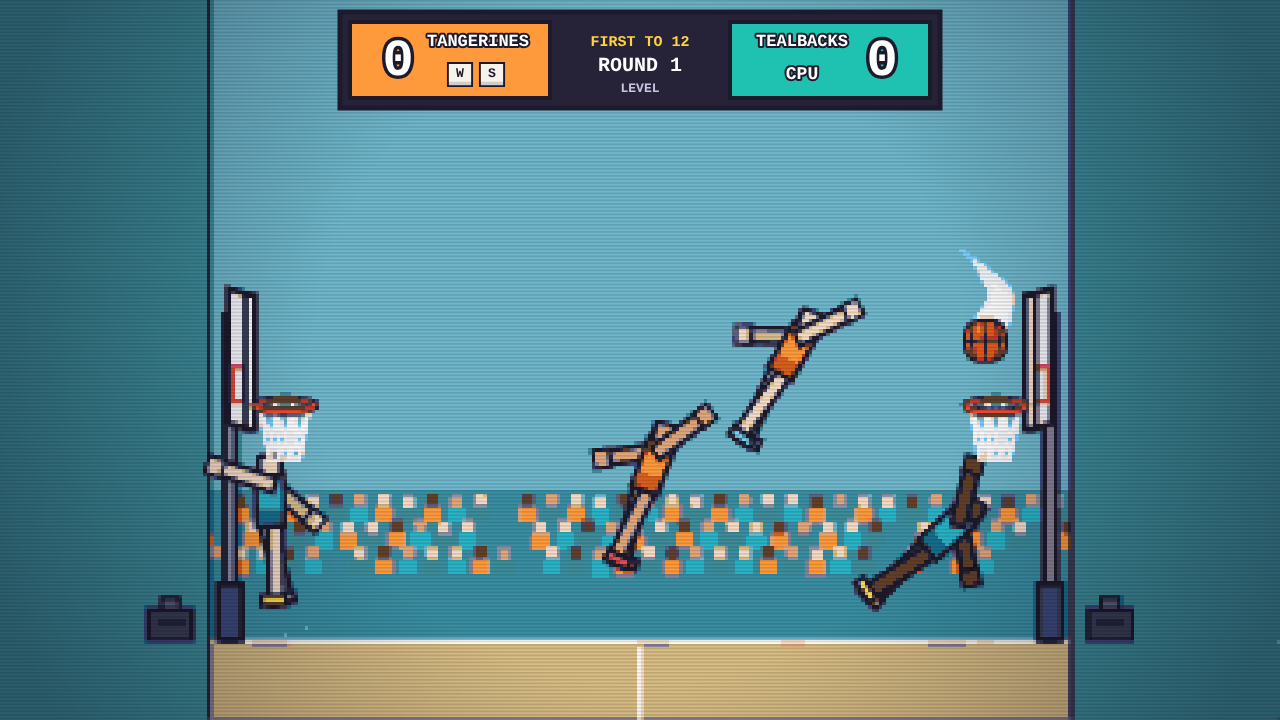 0 TANGERINES
W S
FIRST TO 12
ROUND 1
LEVEL
TEALBACKS 0
CPU